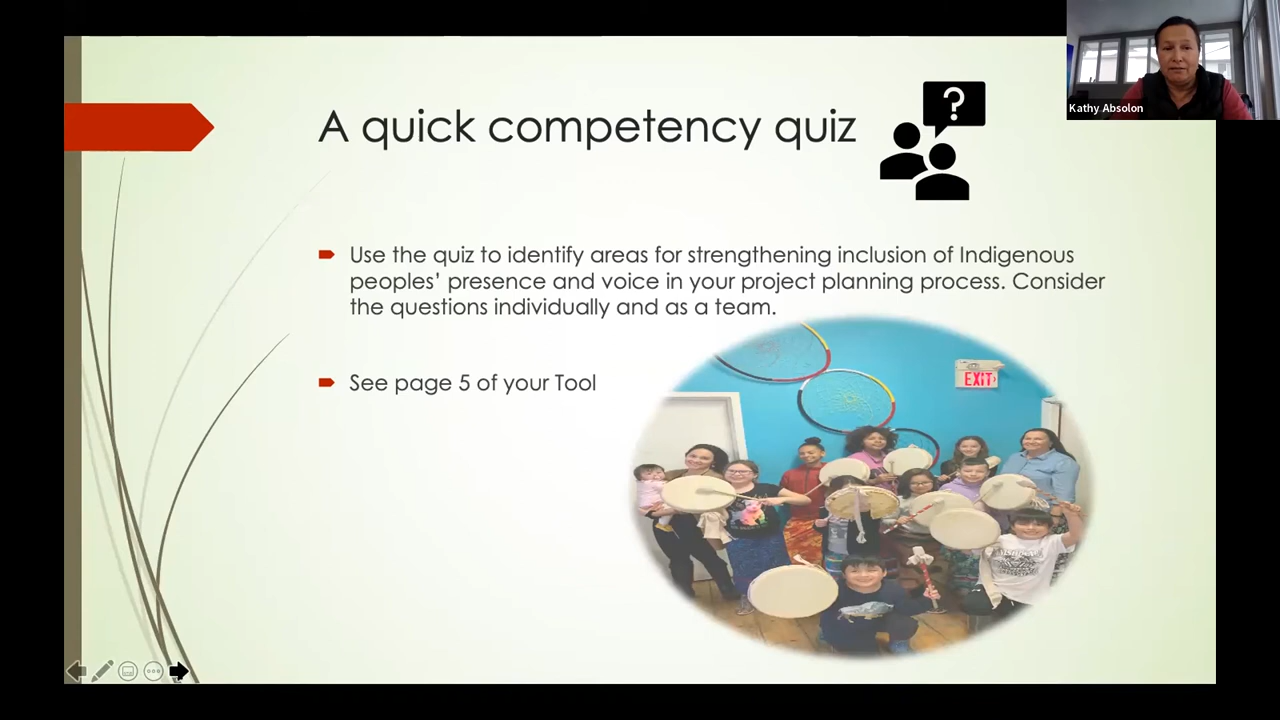 A quick competency quiz
?
Kathy Absolon
Use the quiz to identify areas for strengthening inclusion of Indigenous
peoples’ presence and voice in your project planning process. Consider
the questions individually and as a team.
See page 5 of your Tool
EXIT